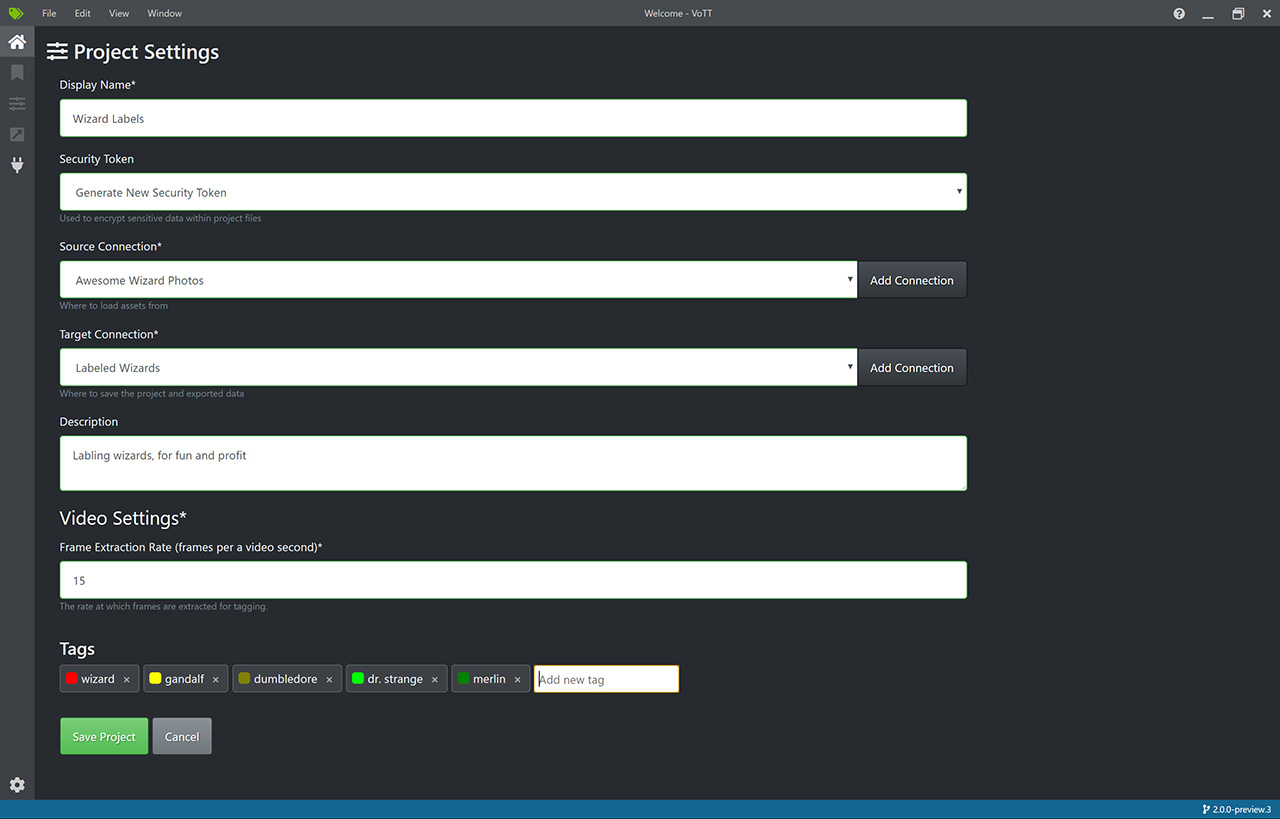 File Edit View Window Welcome - VoTT
Project Settings
Display Name*
Wizard Labels
Security Token
Generate New Security Token
Used to encrypt sensitive data within project files
Source Connection*
Awesome Wizard Photos Add Connection
Where to load assets from
Target Connection*
Labeled Wizards Add Connection
Where to save the project and exported data
Description
Labling wizards, for fun and profit
Video Settings*
Frame Extraction Rate (frames per a video second)*
15
The rate at which frames are extracted for tagging.
Tags
wizard × gandalf × dumbledore × dr. strange × merlin × Add new tag
Save Project Cancel
2.0.0-preview.3